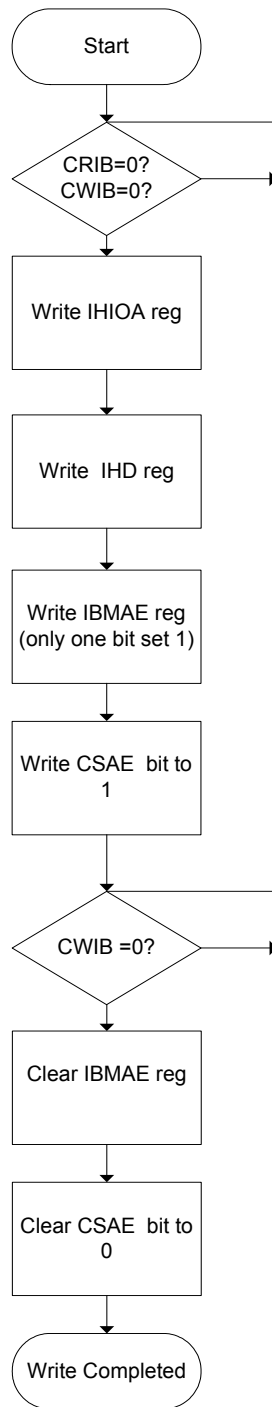 Start
CRIB=0?
CWIB=0?
Write IHIOA reg
Write IHD reg
Write IBMAE reg
(only one bit set 1)
Write CSAE bit to
1
CWIB =0?
Clear IBMAE reg
Clear CSAE bit to
0
Write Completed